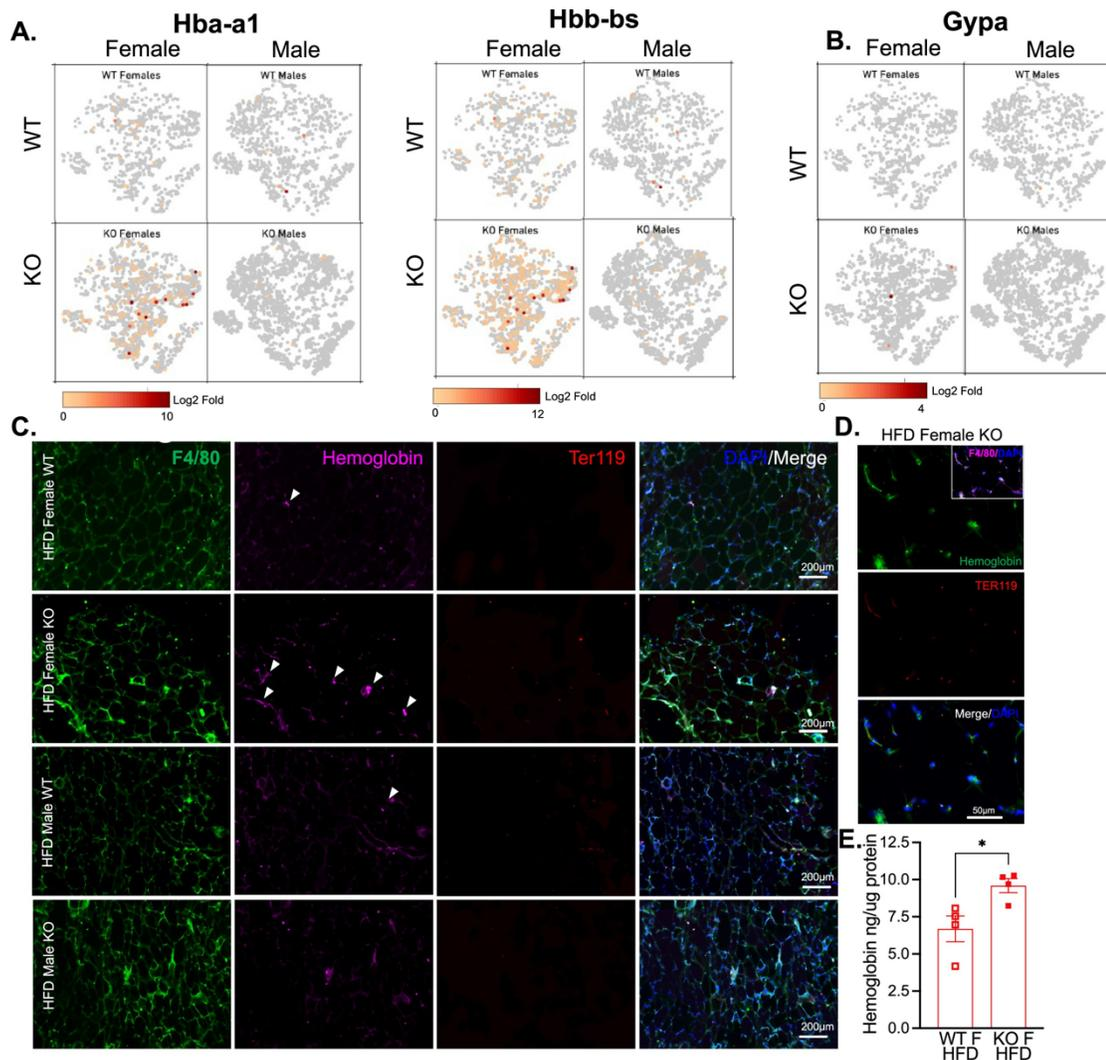 A.
Hba-a1
Female Male
WT
KO
WT Females
WT Males
KO Females
KO Males
0 10
Log2 Fold
Hbb-bs
Female Male
WT
KO
WT Females
WT Males
KO Females
KO Males
0 12
Log2 Fold
B.
Gypa
Female Male
WT
KO
WT Females
WT Males
KO Females
KO Males
0 4
Log2 Fold
C.
F4/80
Hemoglobin
Ter119
DAPI/Merge
HFD Female WT
200μm
HFD Female KO
200μm
HFD Male WT
200μm
HFD Male KO
200μm
D.
HFD Female KO
F4/80/DAPI
Hemoglobin
TER119
Merge/DAPI
50μm
E.
Hemoglobin ng/ug protein
12.5
10.0
7.5
5.0
2.5
0.0
*
WT F
HFD
KO F
HFD